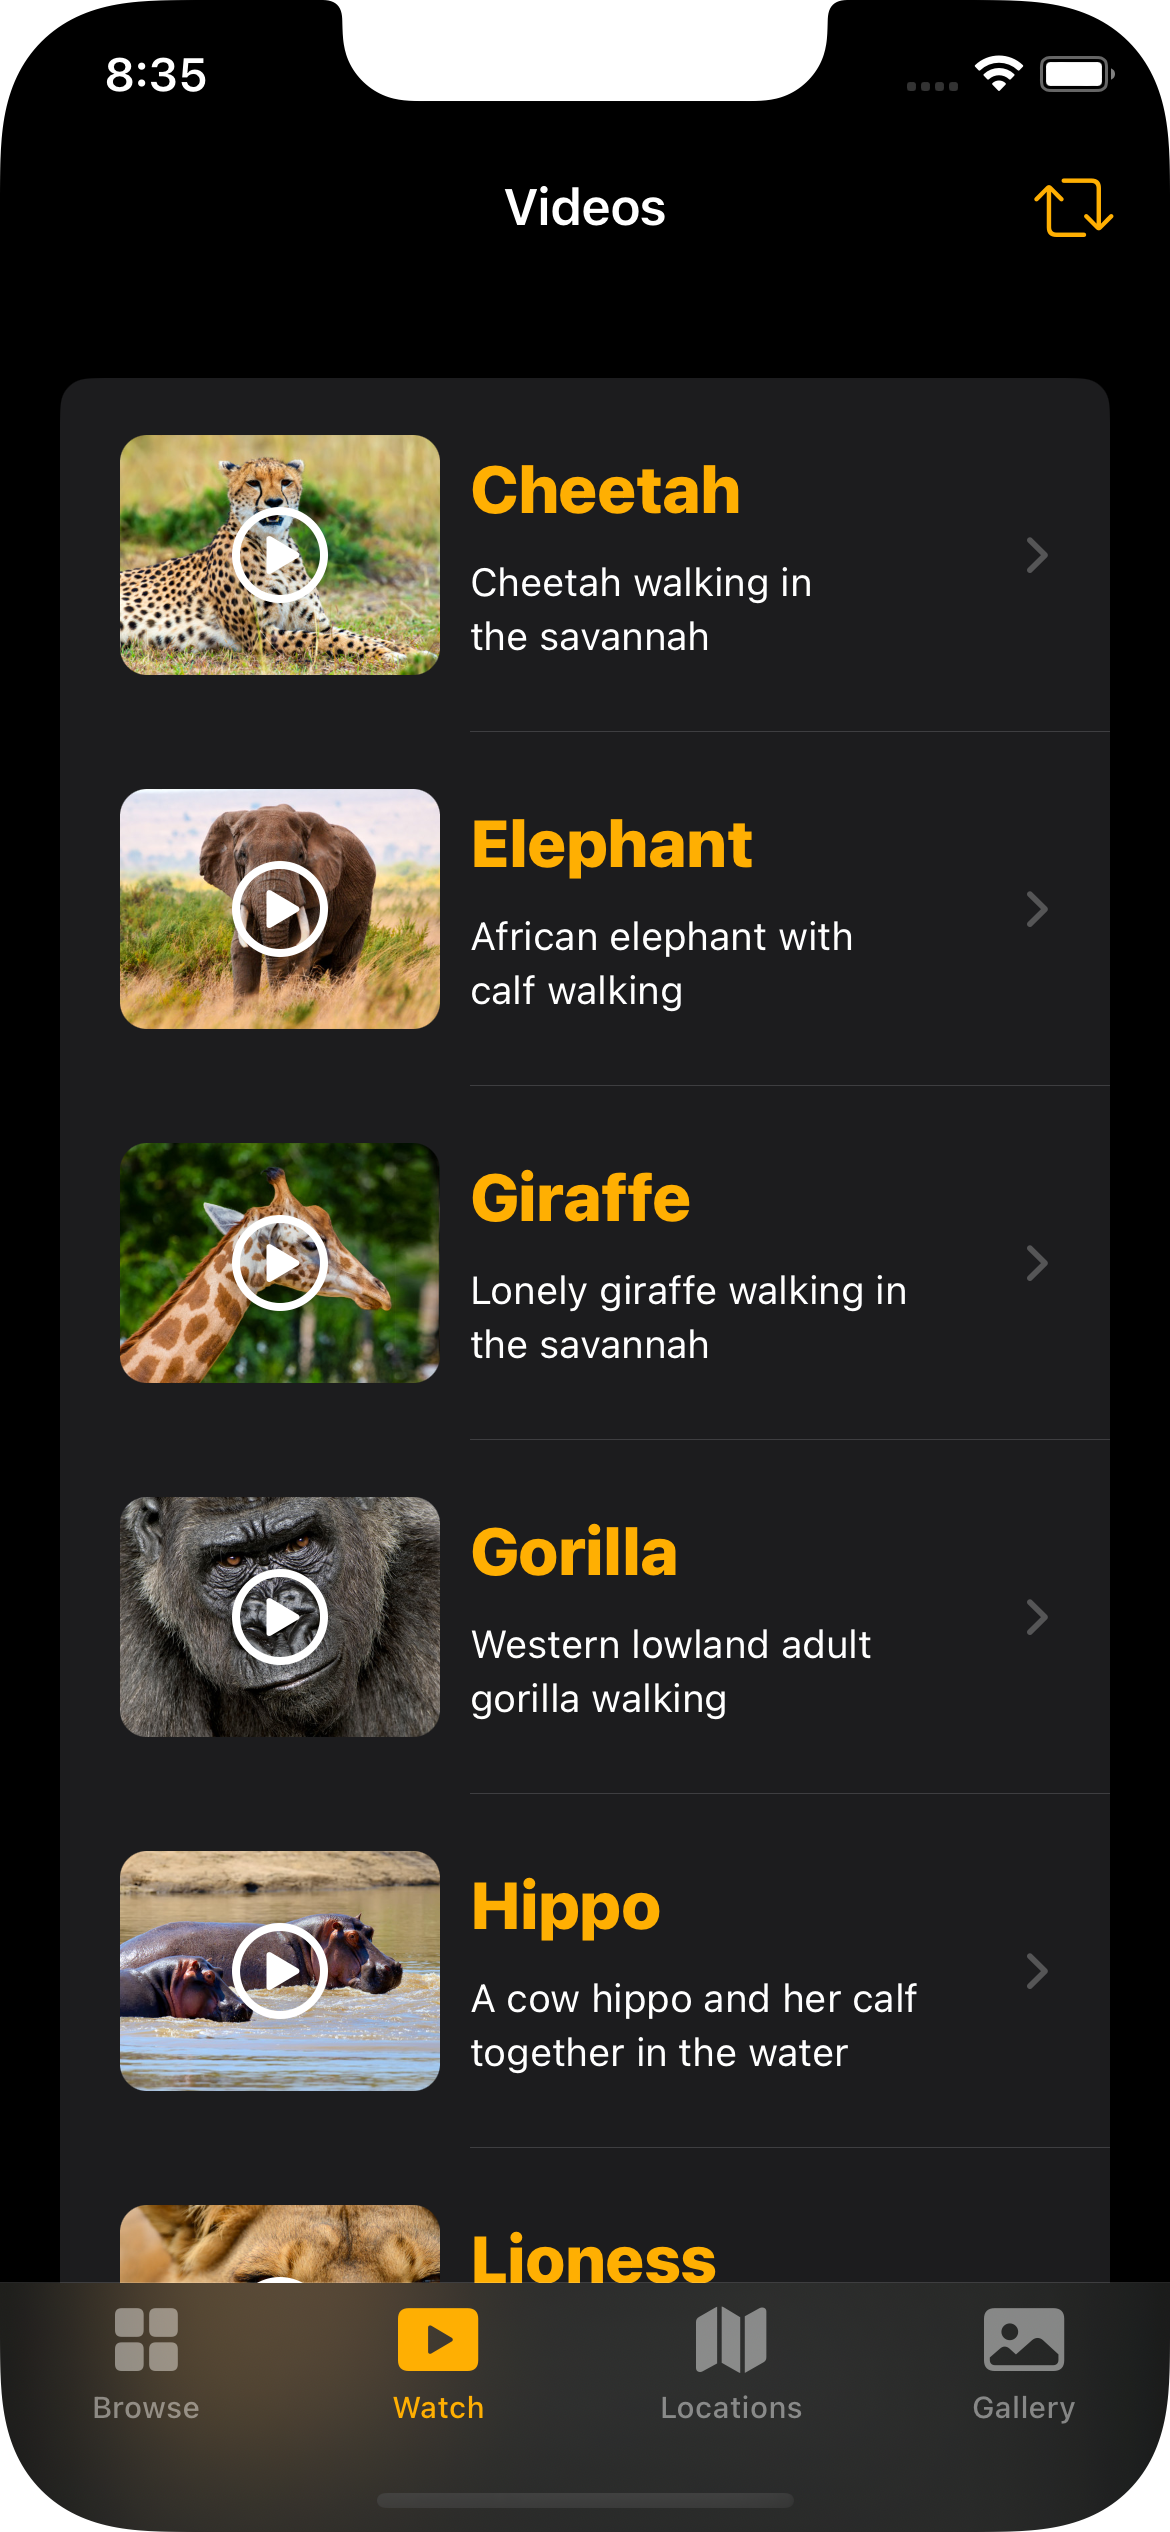 8:35
Videos
Cheetah
Cheetah walking in
the savannah
Elephant
African elephant with
calf walking
Giraffe
Lonely giraffe walking in
the savannah
Gorilla
Western lowland adult
gorilla walking
Hippo
A cow hippo and her calf
together in the water
Lioness
Browse
Watch
Locations
Gallery